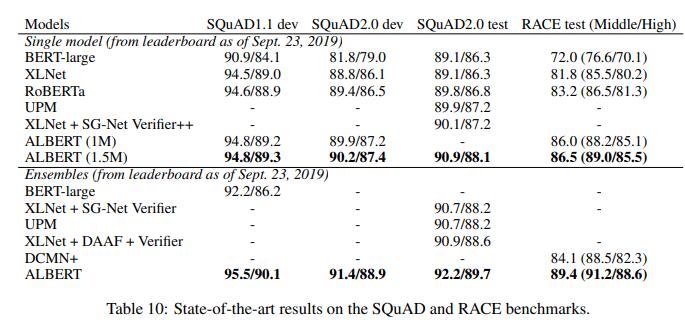 Models SQuAD1.1 dev SQuAD2.0 dev SQuAD2.0 test RACE test (Middle/High)
Single model (from leaderboard as of Sept. 23, 2019)
BERT-large 90.9/84.1 81.8/79.0 89.1/86.3 72.0 (76.6/70.1)
XLNet 94.5/89.0 88.8/86.1 89.1/86.3 81.8 (85.5/80.2)
RoBERTa 94.6/88.9 89.4/86.5 89.8/86.8 83.2 (86.5/81.3)
UPM - - 89.9/87.2 -
XLNet + SG-Net Verifier++ - - 90.1/87.2 -
ALBERT (1M) 94.8/89.2 89.9/87.2 - 86.0 (88.2/85.1)
ALBERT (1.5M) 94.8/89.3 90.2/87.4 90.9/88.1 86.5 (89.0/85.5)
Ensembles (from leaderboard as of Sept. 23, 2019)
BERT-large 92.2/86.2 - - -
XLNet + SG-Net Verifier - - 90.7/88.2 -
UPM - - 90.7/88.2
XLNet + DAAF + Verifier - - 90.9/88.6 -
DCMN+ - - - 84.1 (88.5/82.3)
ALBERT 95.5/90.1 91.4/88.9 92.2/89.7 89.4 (91.2/88.6)
Table 10: State-of-the-art results on the SQuAD and RACE benchmarks.